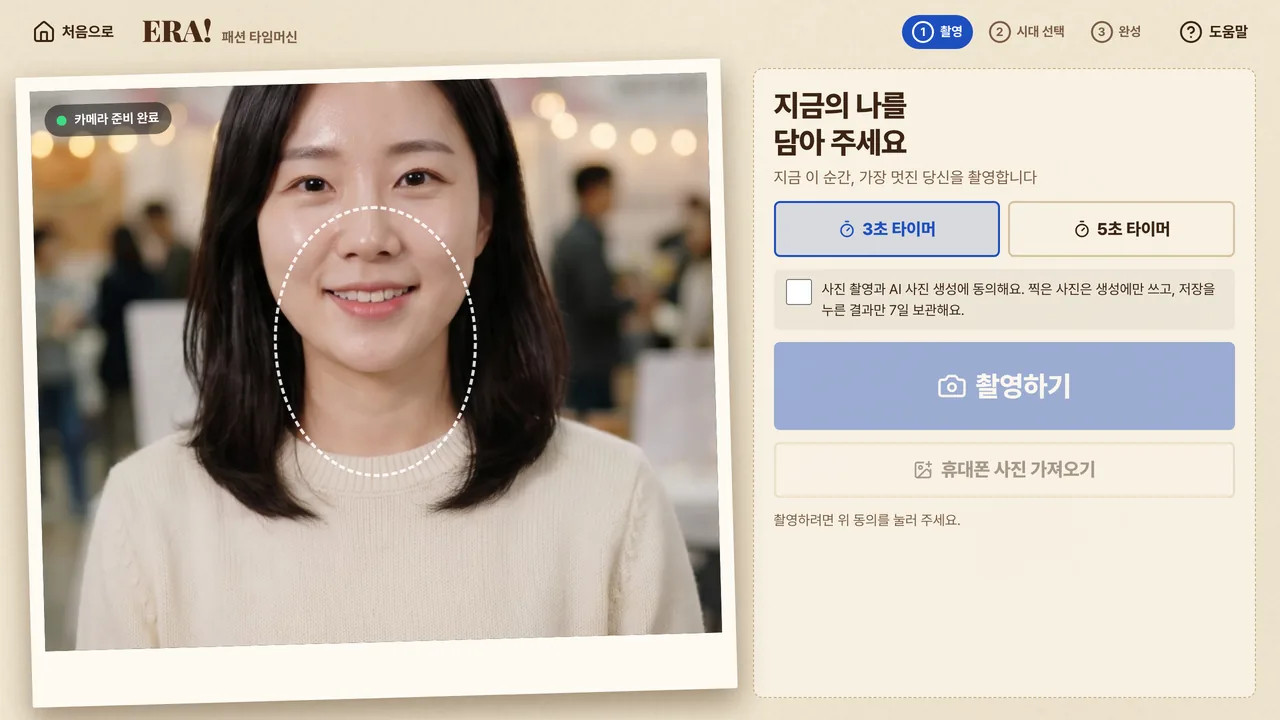 처음으로
ERA! 패션 타임머신
1 촬영
2 시대 선택
3 완성
? 도움말
카메라 준비 완료
지금의 나를
담아 주세요
지금 이 순간, 가장 멋진 당신을 촬영합니다
3초 타이머
5초 타이머
사진 촬영과 AI 사진 생성에 동의해요. 찍은 사진은 생성에만 쓰고, 저장을
누른 결과만 7일 보관해요.
촬영하기
휴대폰 사진 가져오기
촬영하려면 위 동의를 눌러 주세요.